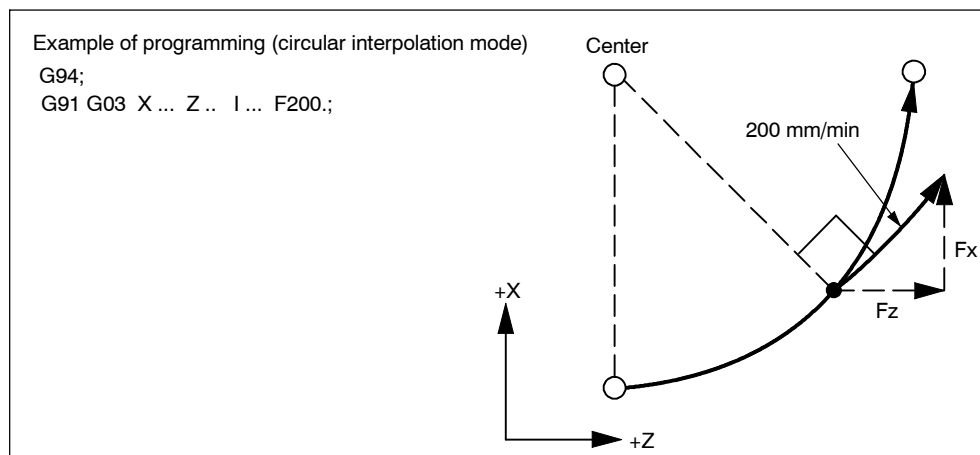 Example of programming (circular interpolation mode)
G94;
G91 G03 X ... Z .. I ... F200.;
Center
200 mm/min
Fx
Fz
+X
+Z